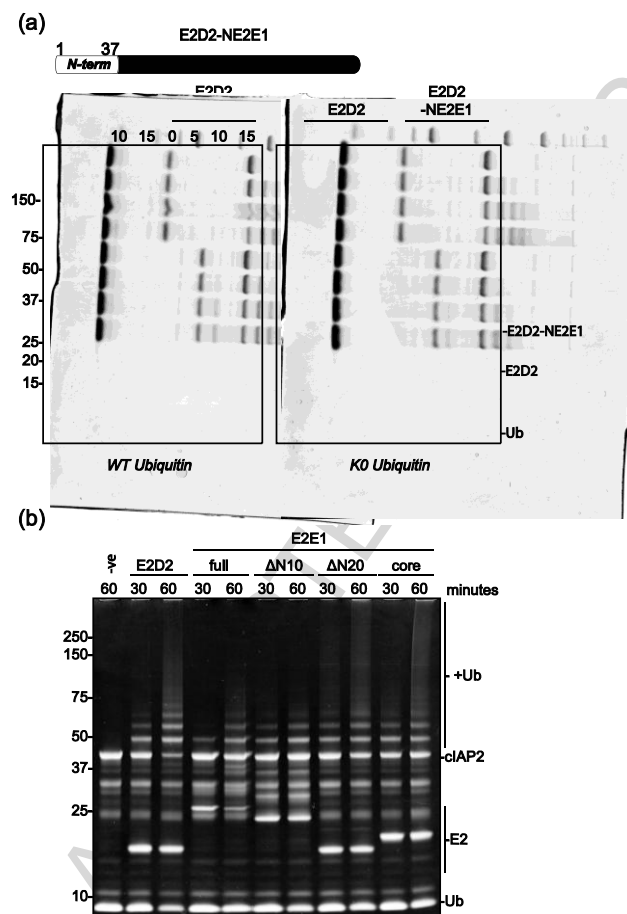 (a)
E2D2-NE2E1
1 37
N-term
E2D2
E2D2 E2D2
-NE2E1
10 15 0 5 10 15
150-
75-
50-
37-
25-
20-
15-
-E2D2-NE2E1
-E2D2
-Ub
WT Ubiquitin K0 Ubiquitin
(b)
E2E1
-ve E2D2 full ΔN10 ΔN20 core
60 30 60 30 60 30 60 30 60 30 60 minutes
250-
150-
75-
50-
37-
25-
10-
- +Ub
-cIAP2
-E2
-Ub